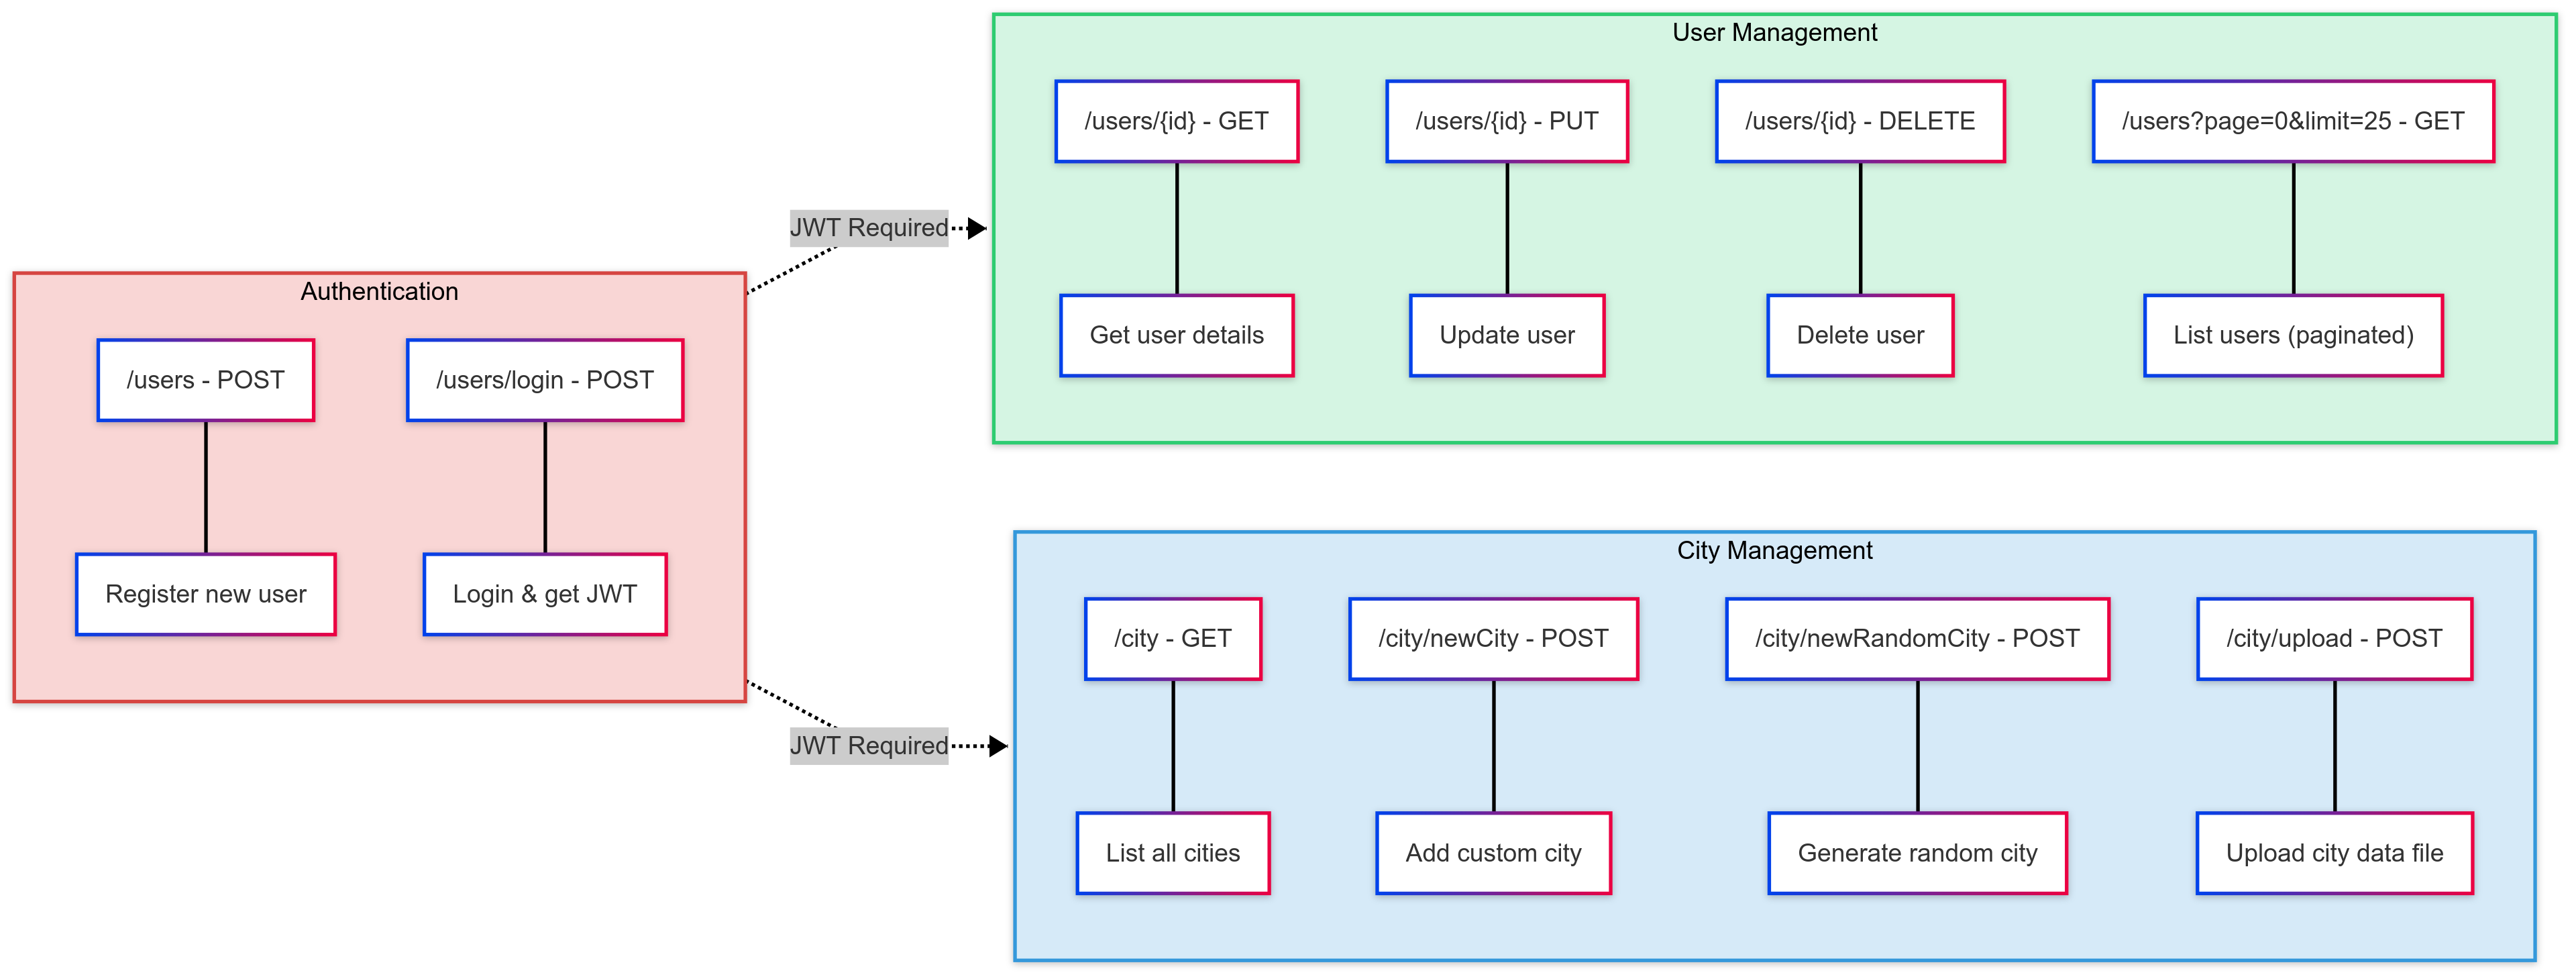 Authentication
/users - POST
/users/login - POST
Register new user
Login & get JWT
JWT Required
JWT Required
User Management
/users/{id} - GET
/users/{id} - PUT
/users/{id} - DELETE
/users?page=0&limit=25 - GET
Get user details
Update user
Delete user
List users (paginated)
City Management
/city - GET
/city/newCity - POST
/city/newRandomCity - POST
/city/upload - POST
List all cities
Add custom city
Generate random city
Upload city data file